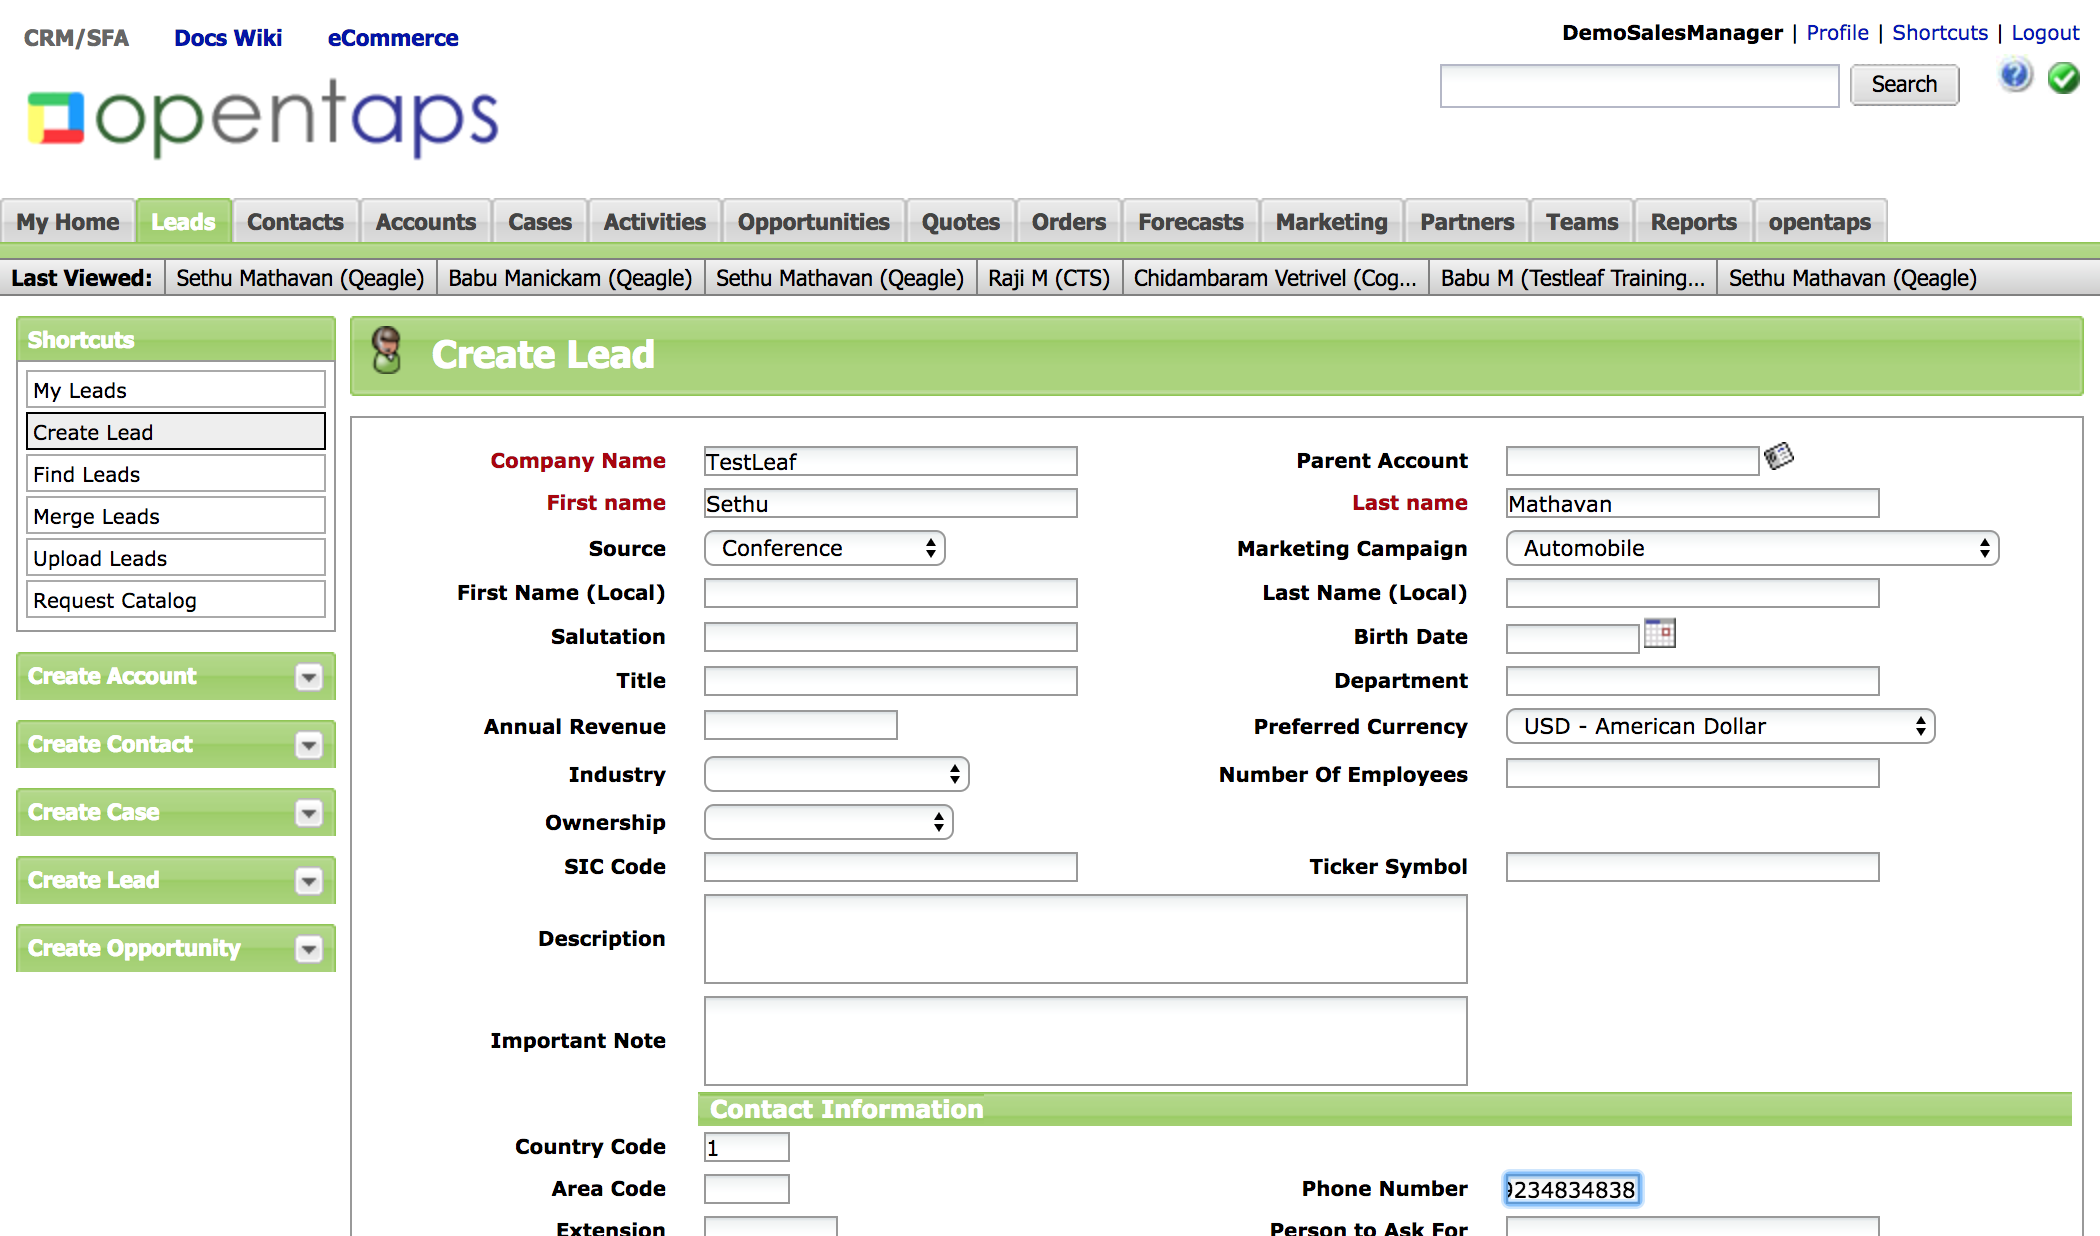 CRM/SFA Docs Wiki eCommerce
DemoSalesManager | Profile | Shortcuts | Logout
opentaps
Search
My Home Leads Contacts Accounts Cases Activities Opportunities Quotes Orders Forecasts Marketing Partners Teams Reports opentaps
Last Viewed: Sethu Mathavan (Qeagle) Babu Manickam (Qeagle) Sethu Mathavan (Qeagle) Raji M (CTS) Chidambaram Vetrivel (Cog... Babu M (Testleaf Training... Sethu Mathavan (Qeagle)
Shortcuts
My Leads
Create Lead
Find Leads
Merge Leads
Upload Leads
Request Catalog
Create Account
Create Contact
Create Case
Create Lead
Create Opportunity
Create Lead
Company Name TestLeaf Parent Account
First name Sethu Last name Mathavan
Source Conference Marketing Campaign Automobile
First Name (Local) Last Name (Local)
Salutation Birth Date
Title Department
Annual Revenue Preferred Currency USD - American Dollar
Industry Number Of Employees
Ownership
SIC Code Ticker Symbol
Description
Important Note
Contact Information
Country Code 1
Area Code Phone Number 9234834838
Extension Person to Ask For